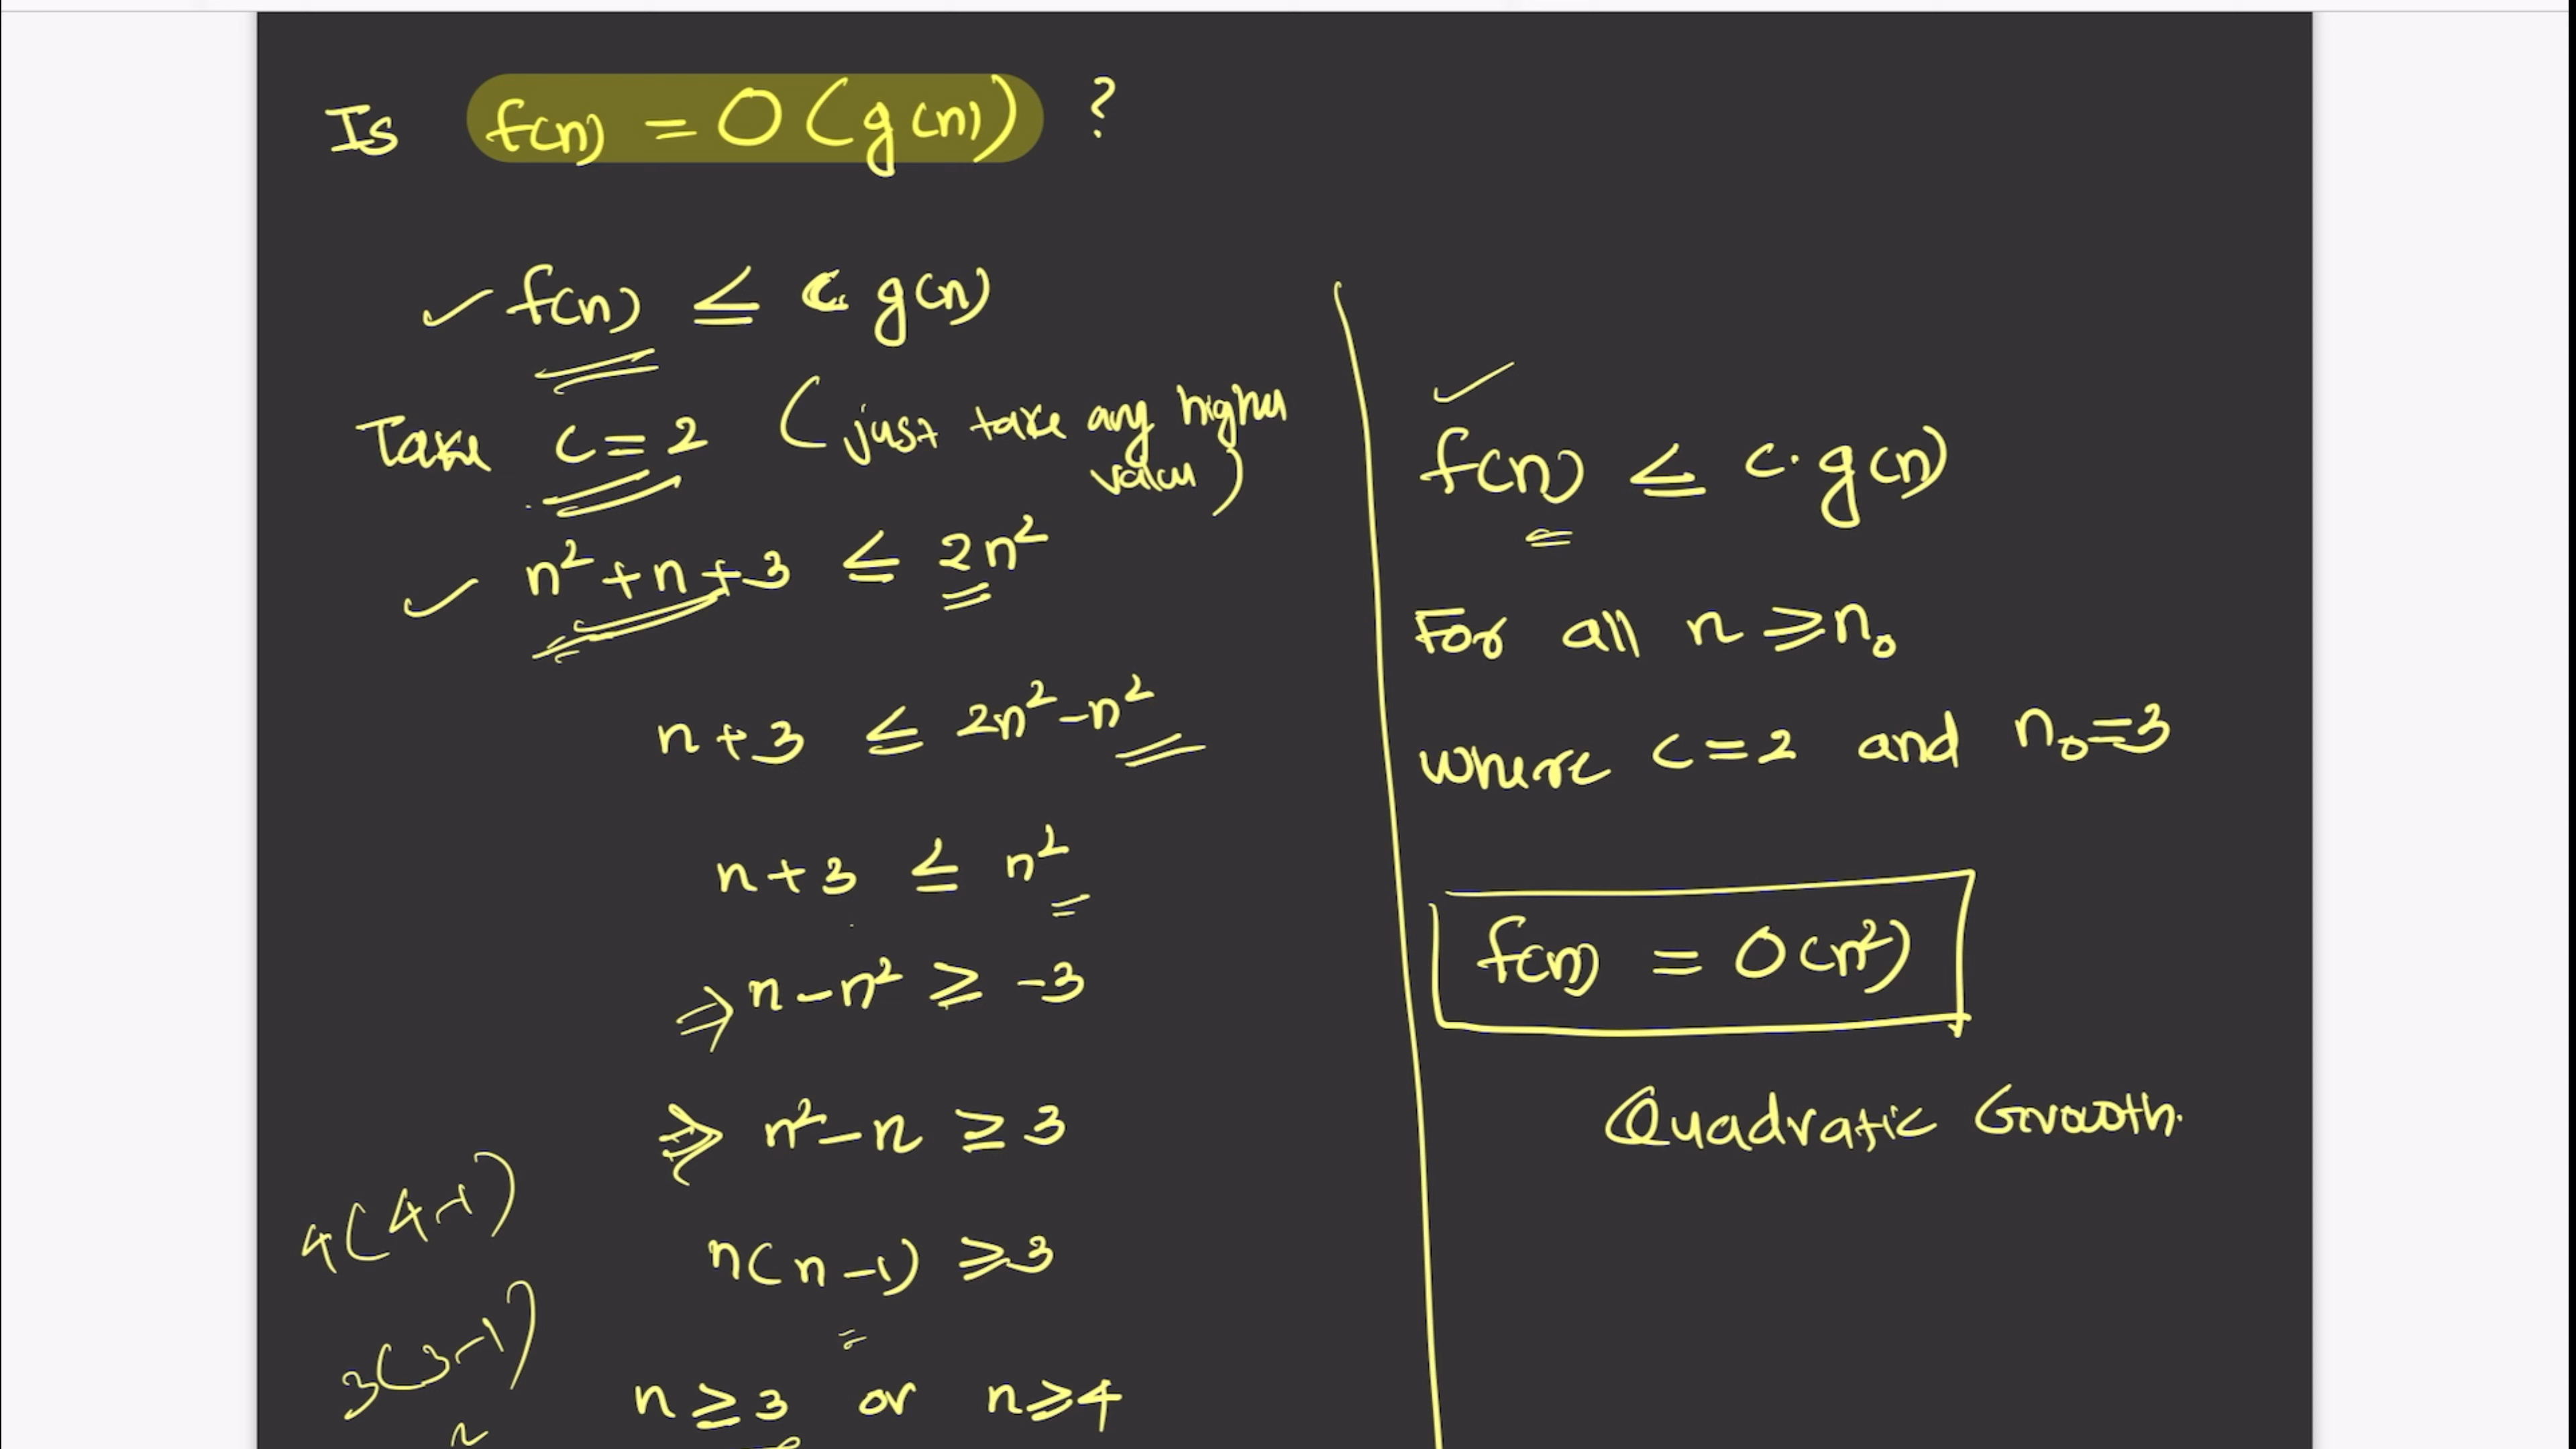 Is f(n) = O(g(n)) ?
✓ f(n) ≤ c. g(n)
Take c = 2 (just take any higher
value)
✓ n² + n + 3 ≤ 2n²
n + 3 ≤ 2n² - n²
n + 3 ≤ n²
⇒ n - n² ≥ -3
⇒ n² - n ≥ 3
n(n-1) ≥ 3
n ≥ 3 or n ≥ 4
4(4-1)
3(3-1)
✓
f(n) ≤ c. g(n)
For all n ≥ n₀
where c = 2 and n₀ = 3
f(n) = O(n²)
Quadratic Growth.